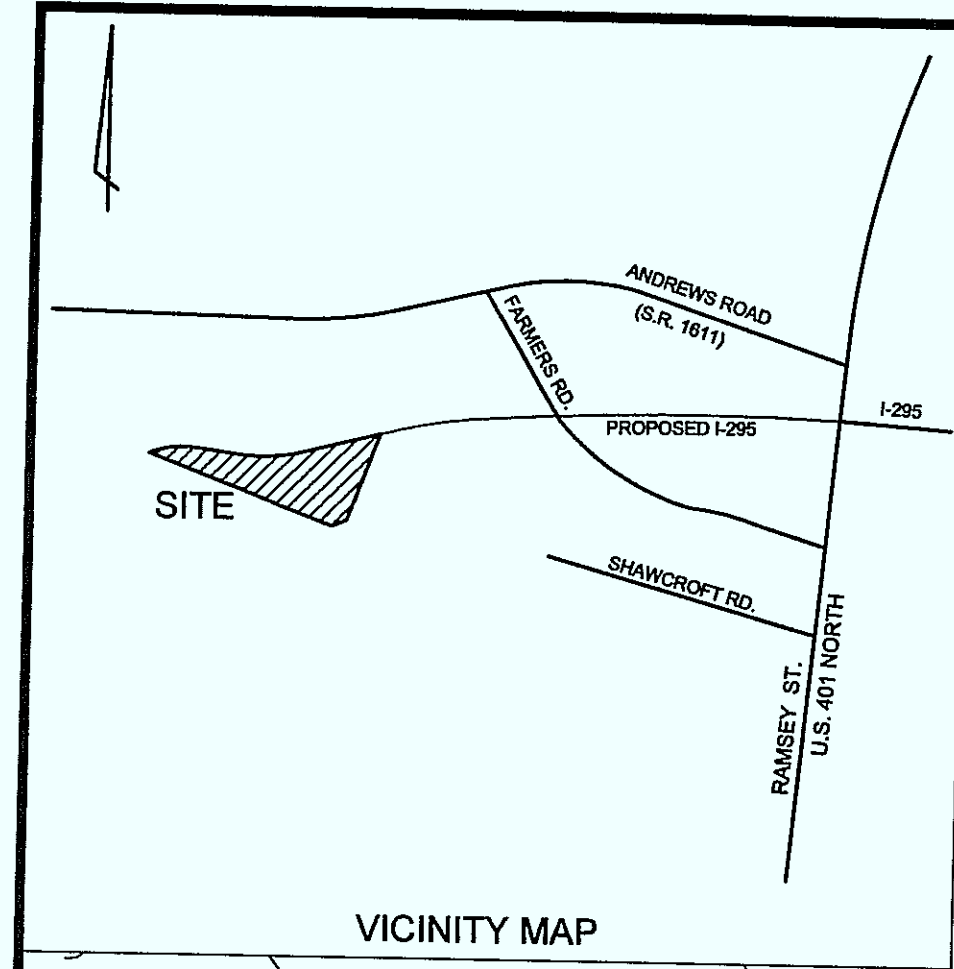 ANDREWS ROAD
(S.R. 1611)
FARMERS RD.
I-295
PROPOSED I-295
SITE
SHAWCROFT RD.
RAMSEY ST.
U.S. 401 NORTH
VICINITY MAP